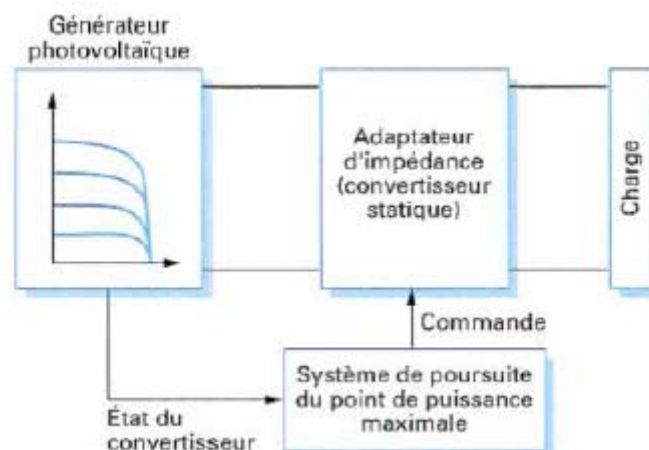 Générateur
photovoltaïque
Adaptateur
d'impédance
(convertisseur
statique)
Charge
Commande
Système de poursuite
du point de puissance
maximale
État du
convertisseur